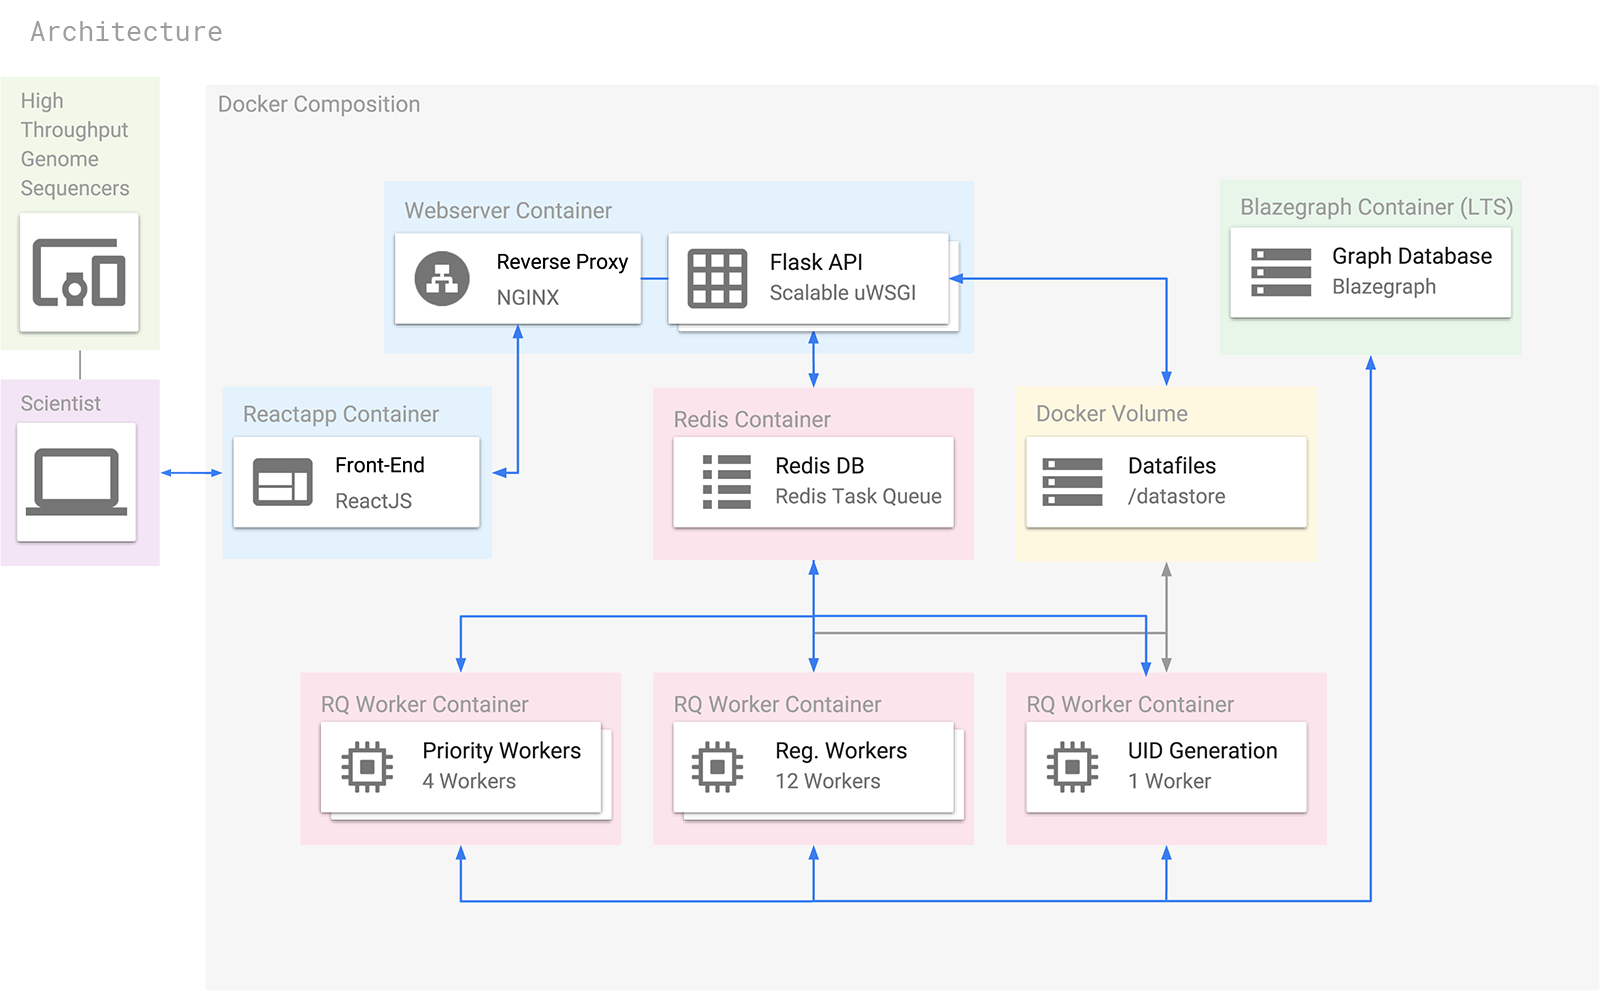 Architecture
High
Throughput
Genome
Sequencers
Scientist
Docker Composition
Webserver Container
Reverse Proxy
NGINX
Flask API
Scalable uWSGI
Blazegraph Container (LTS)
Graph Database
Blazegraph
Reactapp Container
Front-End
ReactJS
Redis Container
Redis DB
Redis Task Queue
Docker Volume
Datafiles
/datastore
RQ Worker Container
Priority Workers
4 Workers
RQ Worker Container
Reg. Workers
12 Workers
RQ Worker Container
UID Generation
1 Worker